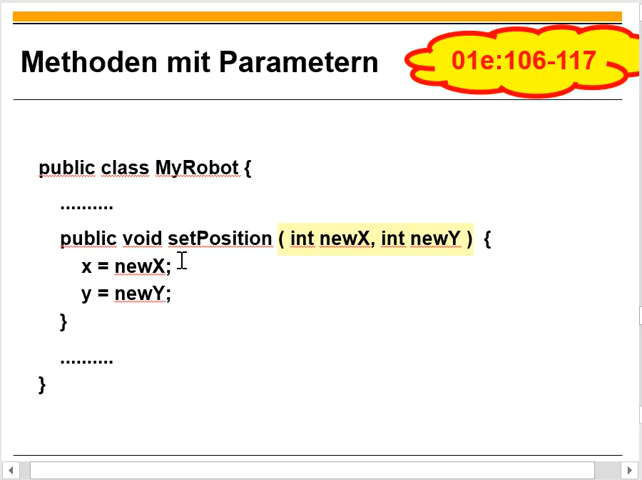 Methoden mit Parametern
01e:106-117
public class MyRobot {
..........
public void setPosition ( int newX, int newY ) {
x = newX;
y = newY;
}
..........
}